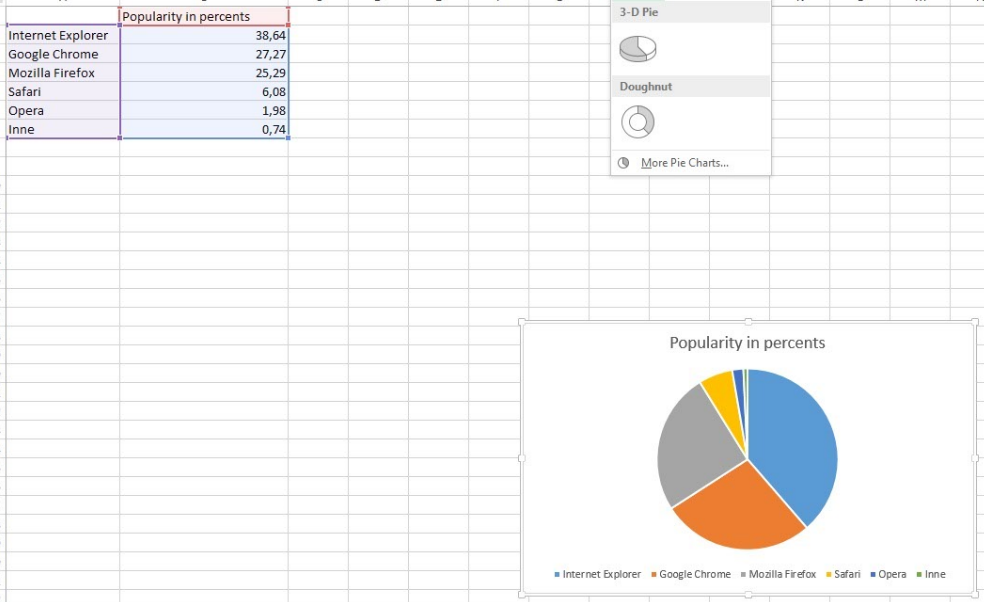 Popularity in percents
Internet Explorer 38,64
Google Chrome 27,27
Mozilla Firefox 25,29
Safari 6,08
Opera 1,98
Inne 0,74
3-D Pie
Doughnut
More Pie Charts...
Popularity in percents
Internet Explorer Google Chrome Mozilla Firefox Safari Opera Inne